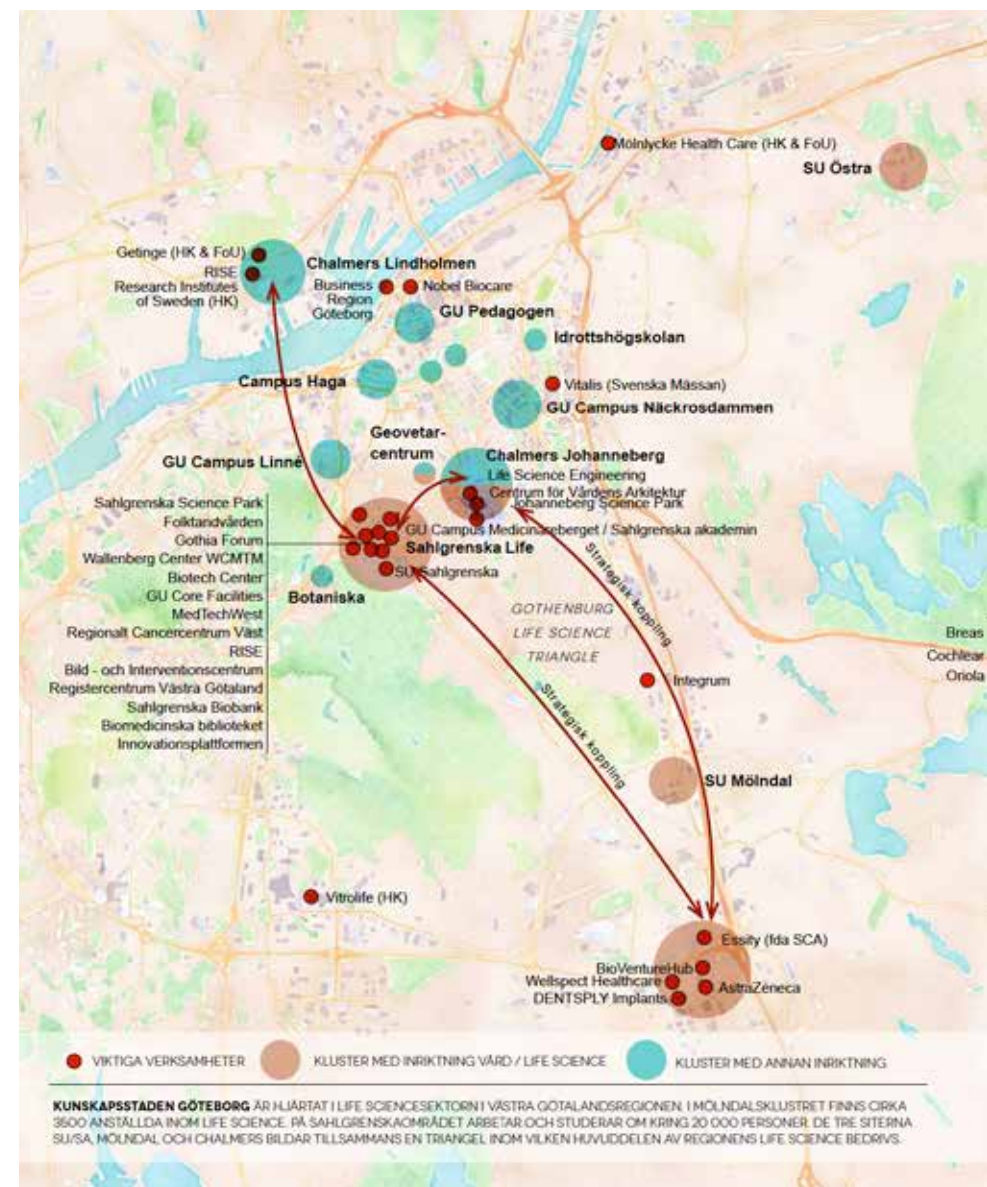 Mölnlycke Health Care (HK & FoU)
SU Östra
Getinge (HK & FoU)
RISE
Research Institutes
of Sweden (HK)
Chalmers Lindholmen
Business
Region
Göteborg
Nobel Biocare
GU Pedagogen
Idrottshögskolan
Campus Haga
Vitalis (Svenska Mässan)
GU Campus Näckrosdammen
Geovetar-
centrum
GU Campus Linné
Chalmers Johanneberg
Life Science Engineering
Centrum för Vårdens Arkitektur
Johanneberg Science Park
GU Campus Medicinareberget / Sahlgrenska akademin
Sahlgrenska Life
SU Sahlgrenska
Botaniska
Sahlgrenska Science Park
Folktandvården
Gothia Forum
Wallenberg Center WCMTM
Biotech Center
GU Core Facilities
MedTechWest
Regionalt Cancercentrum Väst
RISE
Bild - och Interventionscentrum
Registercentrum Västra Götaland
Sahlgrenska Biobank
Biomedicinska biblioteket
Innovationsplattformen
GOTHENBURG
LIFE SCIENCE
TRIANGLE
Strategisk koppling
Strategisk koppling
Breas
Cochlear
Oriola
Integrum
SU Mölndal
Vitrolife (HK)
Essity (fda SCA)
BioVentureHub
Wellspect Healthcare
AstraZeneca
DENTSPLY Implants
VIKTIGA VERKSAMHETER
KLUSTER MED INRIKTNING VÅRD / LIFE SCIENCE
KLUSTER MED ANNAN INRIKTNING
KUNSKAPSSTADEN GÖTEBORG ÄR HJÄRTAT I LIFE SCIENCESEKTORN I VÄSTRA GÖTALANDSREGIONEN. I MÖLNDALSKLUSTRET FINNS CIRKA
3500 ANSTÄLLDA INOM LIFE SCIENCE. PÅ SAHLGRENSKAOMRÅDET ARBETAR OCH STUDERAR OM KRING 20 000 PERSONER. DE TRE SITERNA
SU/SA, MÖLNDAL OCH CHALMERS BILDAR TILLSAMMANS EN TRIANGEL INOM VILKEN HUVUDDELEN AV REGIONENS LIFE SCIENCE BEDRIVS.